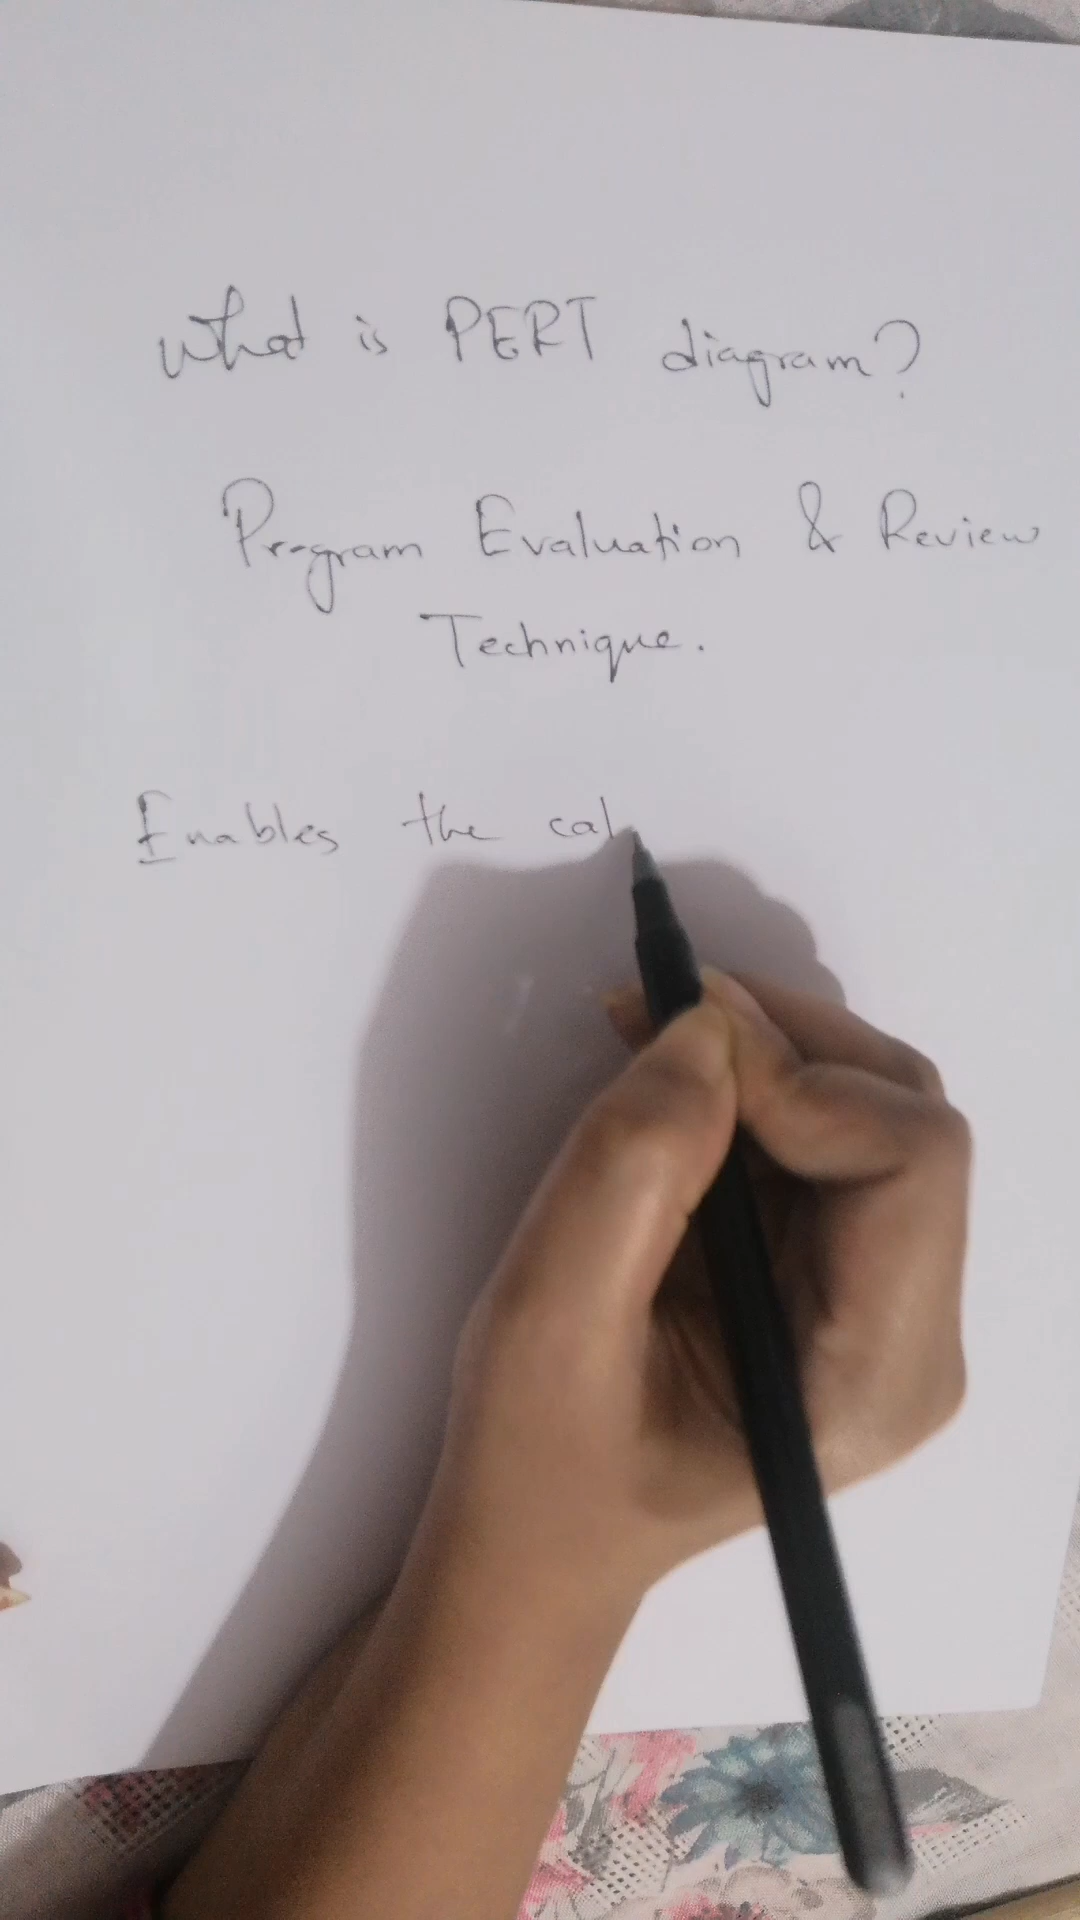 What is PERT diagram?
Program Evaluation & Review
Technique.
Enables the cal